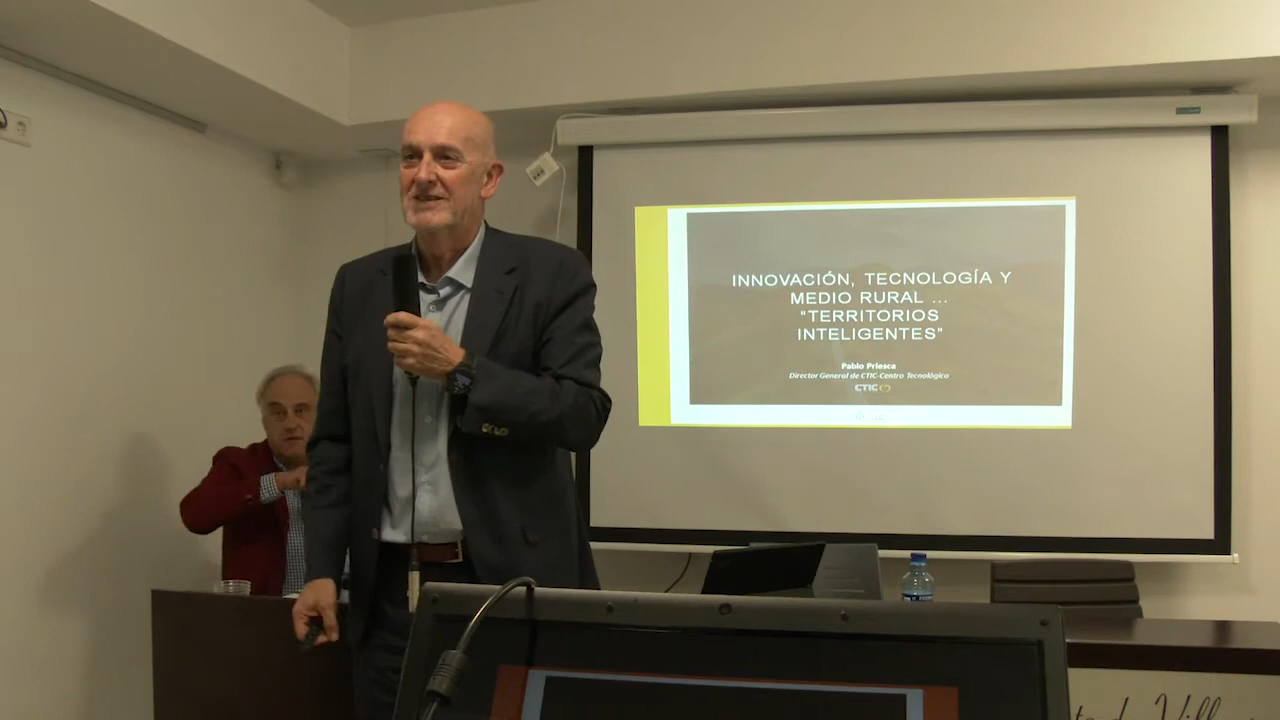 INNOVACIÓN, TECNOLOGÍA Y
MEDIO RURAL ...
“TERRITORIOS
INTELIGENTES”
Pablo Priesca
Director General de CTIC-Centro Tecnológico
CTIC